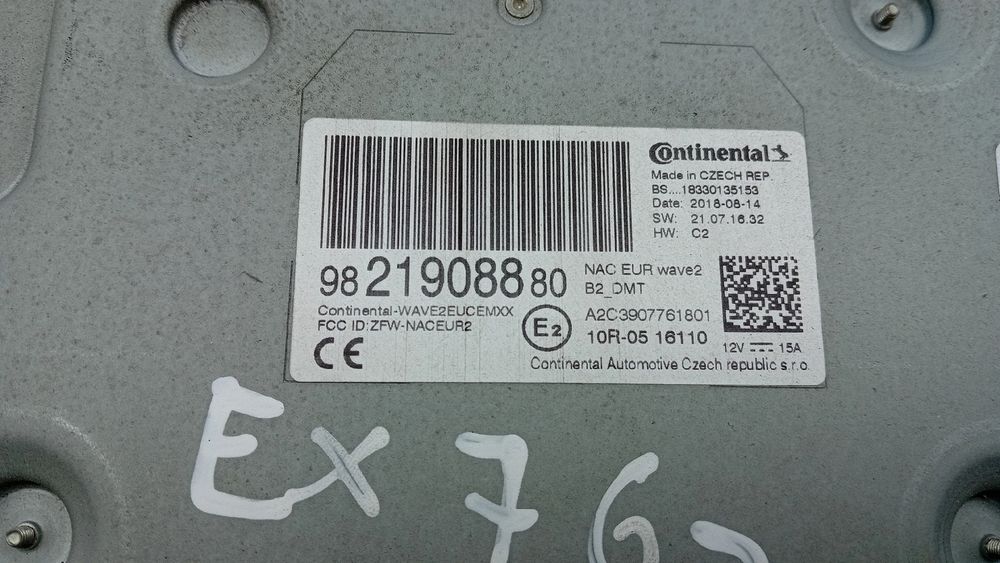 Continental
Made in CZECH REP.
BS....18330135153
Date: 2018-08-14
SW: 21.07.16.32
HW: C2
98 219088 80
NAC EUR wave2
B2_DMT
Continental-WAVE2EUCEMXX
FCC ID:ZFW-NACEUR2
E2
A2C3907761801
10R-05 16110
CE
12V 15A
Continental Automotive Czech republic s.r.o.
Ex 76